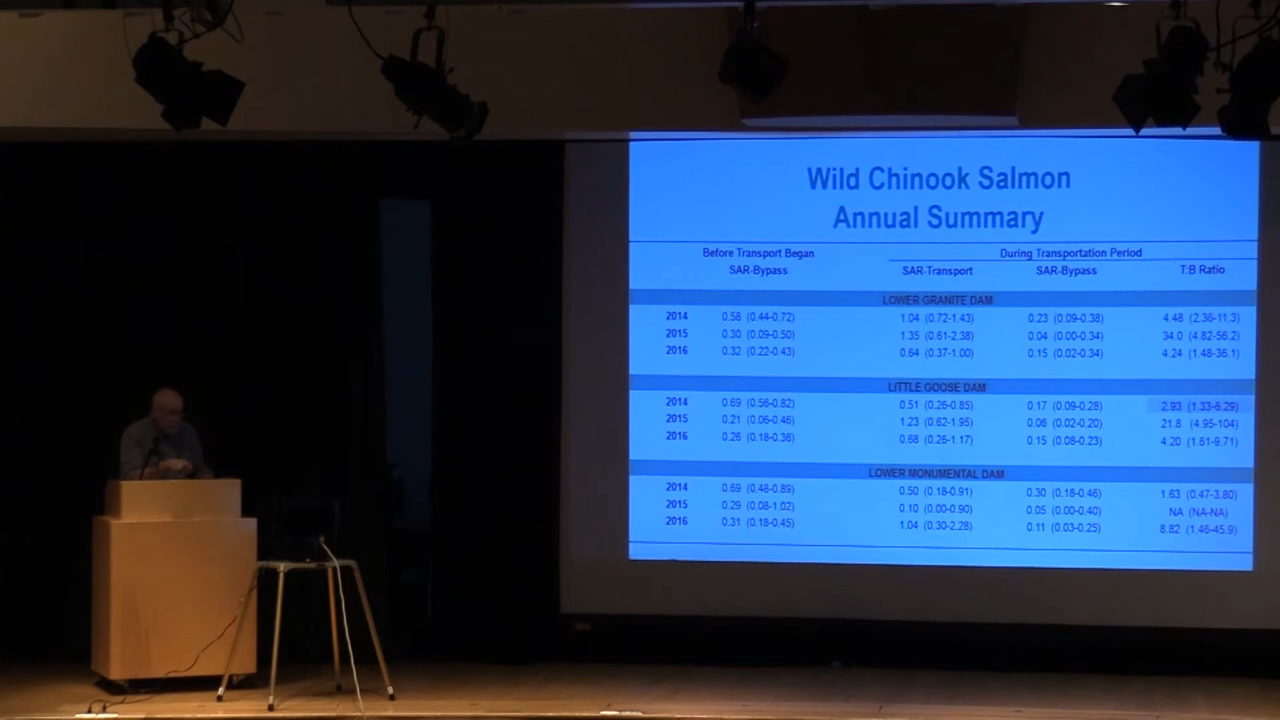 Wild Chinook Salmon
Annual Summary
Before Transport Began During Transportation Period
SAR-Bypass SAR-Transport SAR-Bypass T:B Ratio
LOWER GRANITE DAM
2014 0.58 (0.44-0.72) 1.04 (0.72-1.43) 0.23 (0.09-0.38) 4.48 (2.36-11.3)
2015 0.30 (0.09-0.50) 1.35 (0.61-2.38) 0.04 (0.00-0.34) 34.0 (4.82-56.2)
2016 0.32 (0.22-0.43) 0.64 (0.37-1.00) 0.15 (0.02-0.34) 4.24 (1.48-36.1)
LITTLE GOOSE DAM
2014 0.69 (0.56-0.82) 0.51 (0.26-0.85) 0.17 (0.09-0.28) 2.93 (1.33-6.29)
2015 0.21 (0.06-0.46) 1.23 (0.62-1.95) 0.06 (0.02-0.20) 21.8 (4.95-104)
2016 0.26 (0.18-0.36) 0.68 (0.26-1.17) 0.15 (0.08-0.23) 4.20 (1.61-9.71)
LOWER MONUMENTAL DAM
2014 0.69 (0.48-0.89) 0.50 (0.18-0.91) 0.30 (0.18-0.46) 1.63 (0.47-3.80)
2015 0.29 (0.08-1.02) 0.10 (0.00-0.90) 0.05 (0.00-0.40) NA (NA-NA)
2016 0.31 (0.18-0.45) 1.04 (0.30-2.28) 0.11 (0.03-0.25) 8.82 (1.46-45.9)